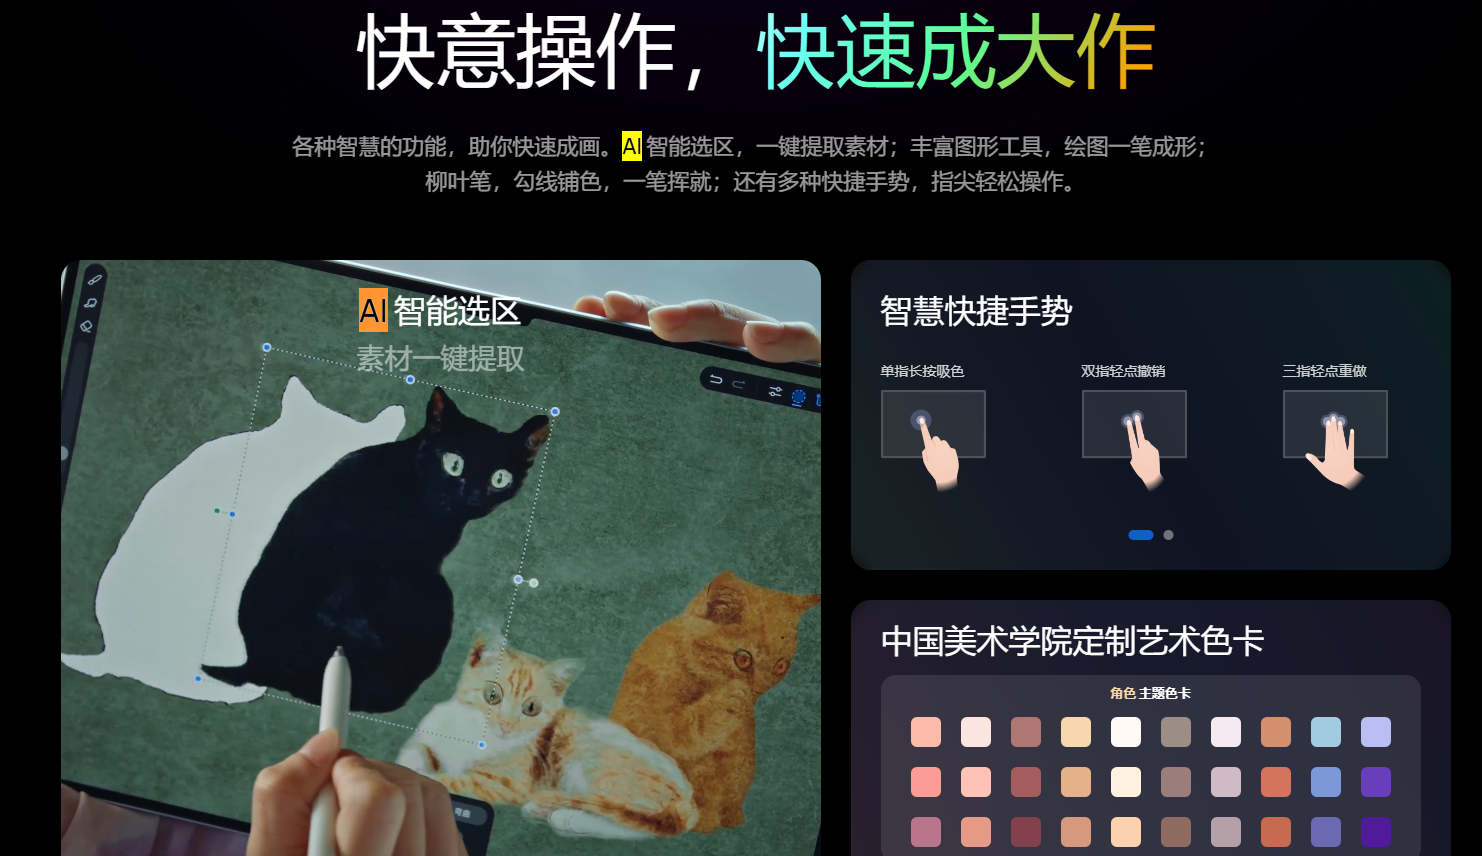 快意操作，快速成大作
各种智慧的功能，助你快速成画。AI 智能选区，一键提取素材；丰富图形工具，绘图一笔成形；
柳叶笔，勾线铺色，一笔挥就；还有多种快捷手势，指尖轻松操作。
AI 智能选区
素材一键提取
智慧快捷手势
单指长按吸色
双指轻点撤销
三指轻点重做
中国美术学院定制艺术色卡
角色 主题色卡